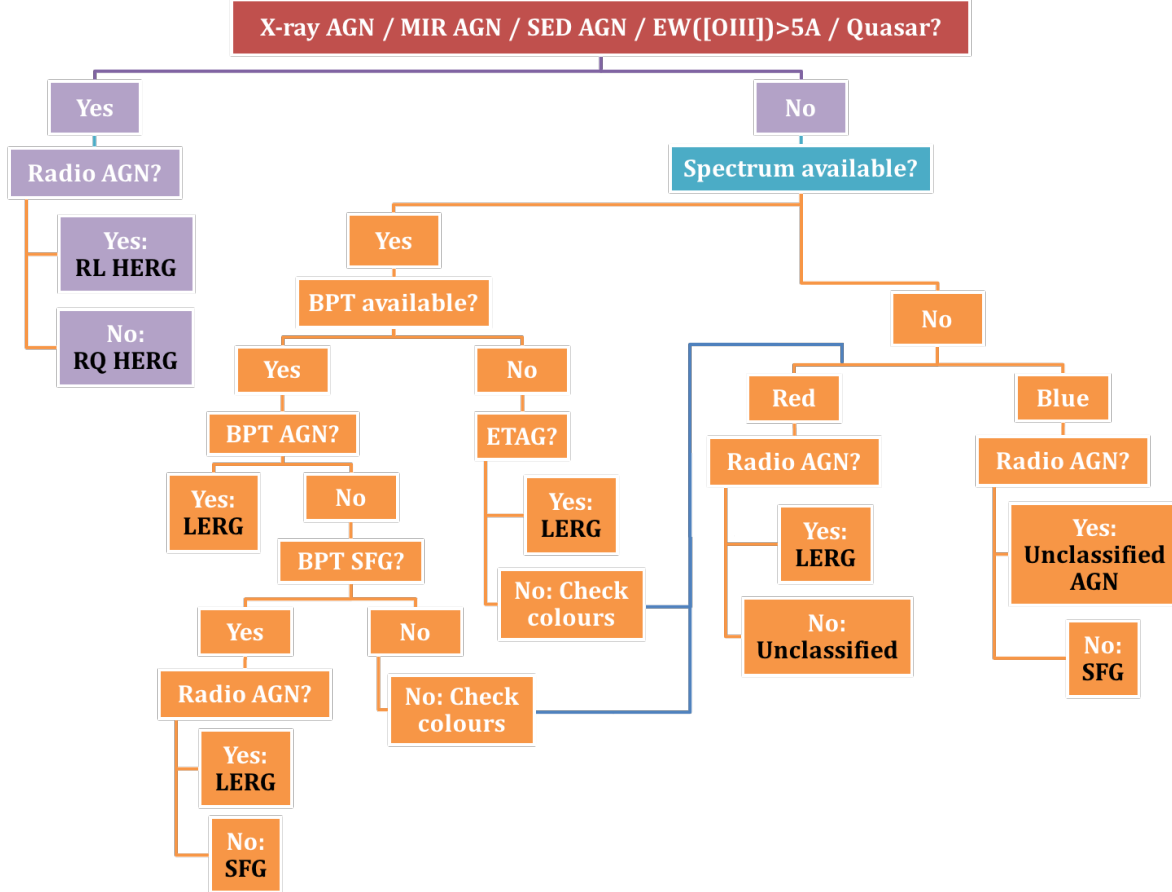 X-ray AGN / MIR AGN / SED AGN / EW([OIII])>5A / Quasar?
Yes
No
Radio AGN?
Spectrum available?
Yes:
RL HERG
No:
RQ HERG
Yes
No
BPT available?
Yes
No
Red
Blue
BPT AGN?
ETAG?
Radio AGN?
Radio AGN?
Yes:
LERG
No
Yes:
LERG
Yes:
LERG
Yes:
Unclassified
AGN
BPT SFG?
No: Check
colours
No:
Unclassified
No:
SFG
Yes
No
Radio AGN?
No: Check
colours
Yes:
LERG
No:
SFG